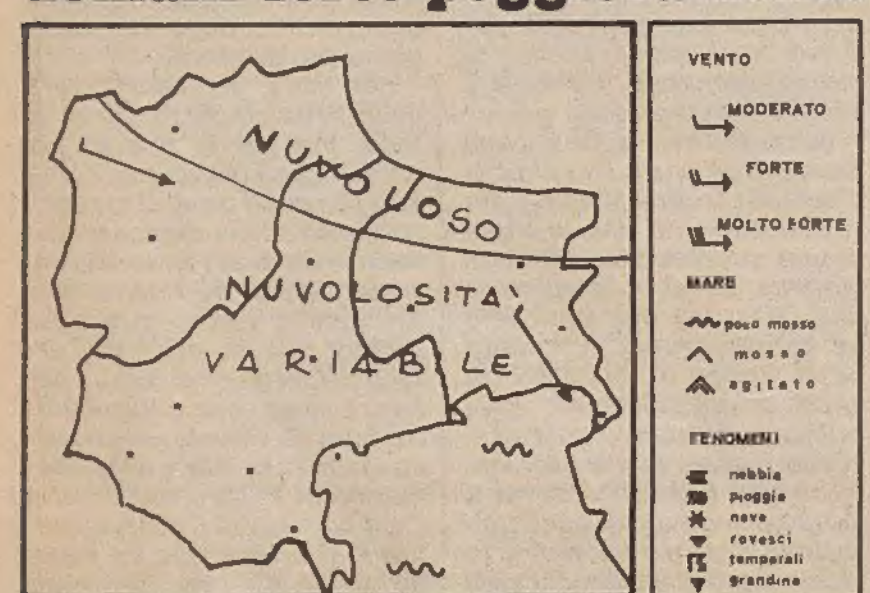 NUVOLOSO
NUVOLOSITA'
VARIABILE
VENTO
MODERATO
FORTE
MOLTO FORTE
MARE
poco mosso
mosso
agitato
FENOMENI
nebbia
pioggia
neve
rovesci
temporali
grandine